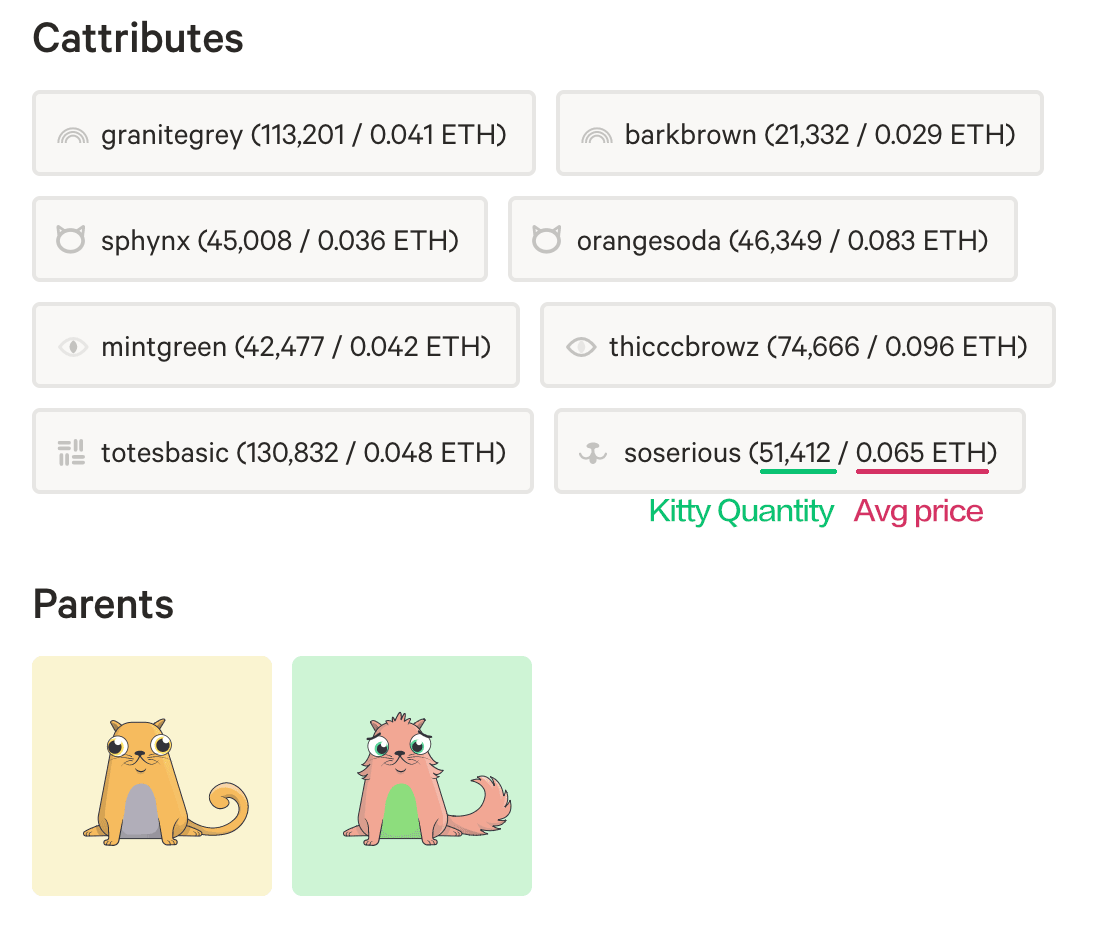 Cattributes
granitegrey (113,201 / 0.041 ETH)
barkbrown (21,332 / 0.029 ETH)
sphynx (45,008 / 0.036 ETH)
orangesoda (46,349 / 0.083 ETH)
mintgreen (42,477 / 0.042 ETH)
thicccbrowz (74,666 / 0.096 ETH)
totesbasic (130,832 / 0.048 ETH)
soserious (51,412 / 0.065 ETH)
Kitty Quantity Avg price
Parents